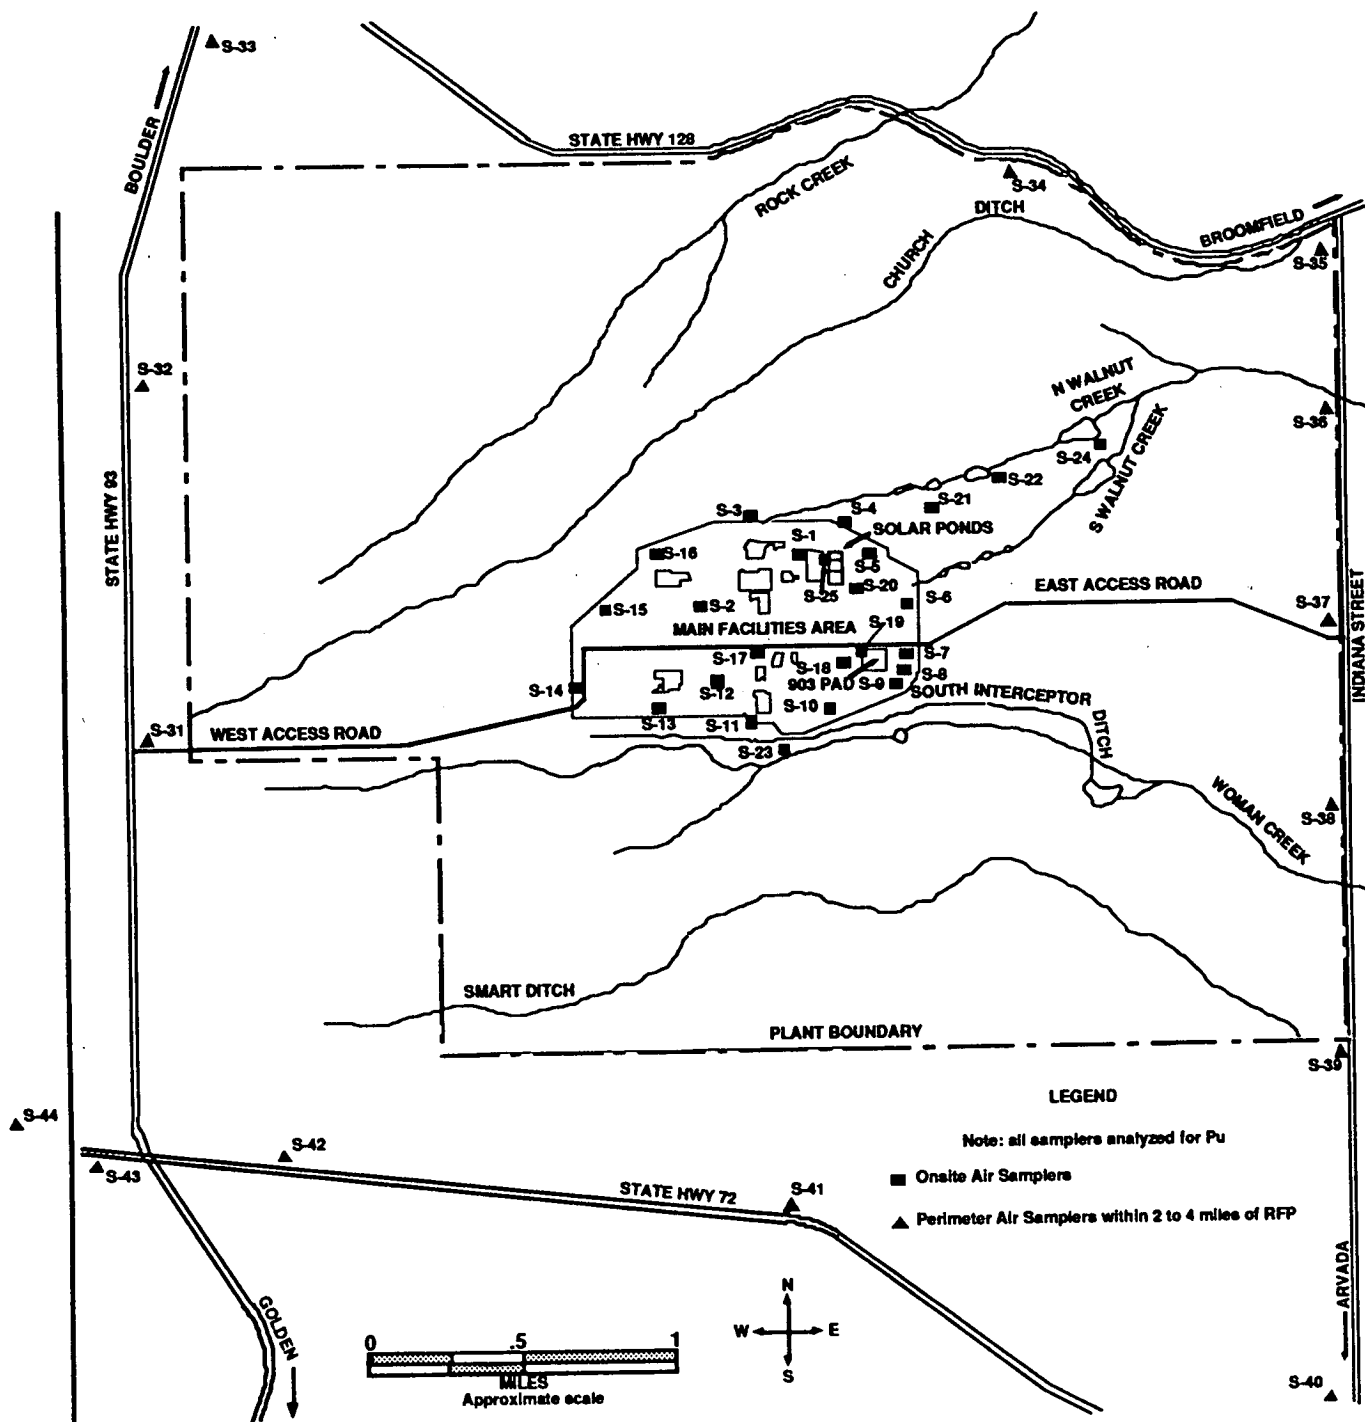 S-33
BOULDER
STATE HWY 128
ROCK CREEK
S-34
DITCH
CHURCH
BROOMFIELD
S-35
S-32
N WALNUT
CREEK
S-36
S WALNUT CREEK
STATE HWY 93
S-24
S-22
S-21
S-3
S-4
SOLAR PONDS
S-1
S-16
S-5
S-20
S-25
EAST ACCESS ROAD
S-6
S-15
S-2
S-37
INDIANA STREET
MAIN FACILITIES AREA
S-19
S-17
S-7
S-18
S-8
903 PAD
S-9
S-14
S-12
SOUTH INTERCEPTOR
DITCH
S-13
S-10
S-11
S-31
WEST ACCESS ROAD
S-23
WOMAN CREEK
S-38
SMART DITCH
PLANT BOUNDARY
S-39
LEGEND
Note: all samplers analyzed for Pu
Onsite Air Samplers
Perimeter Air Samplers within 2 to 4 miles of RFP
S-44
S-42
S-43
STATE HWY 72
S-41
ARVADA
GOLDEN
N
W E
S
0 .5 1
MILES
Approximate scale
S-40